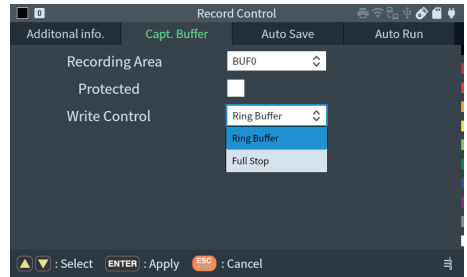 0 Record Control
Additonal info. Capt. Buffer Auto Save Auto Run
Recording Area BUF0
Protected
Write Control Ring Buffer
Ring Buffer
Full Stop
: Select ENTER : Apply ESC : Cancel